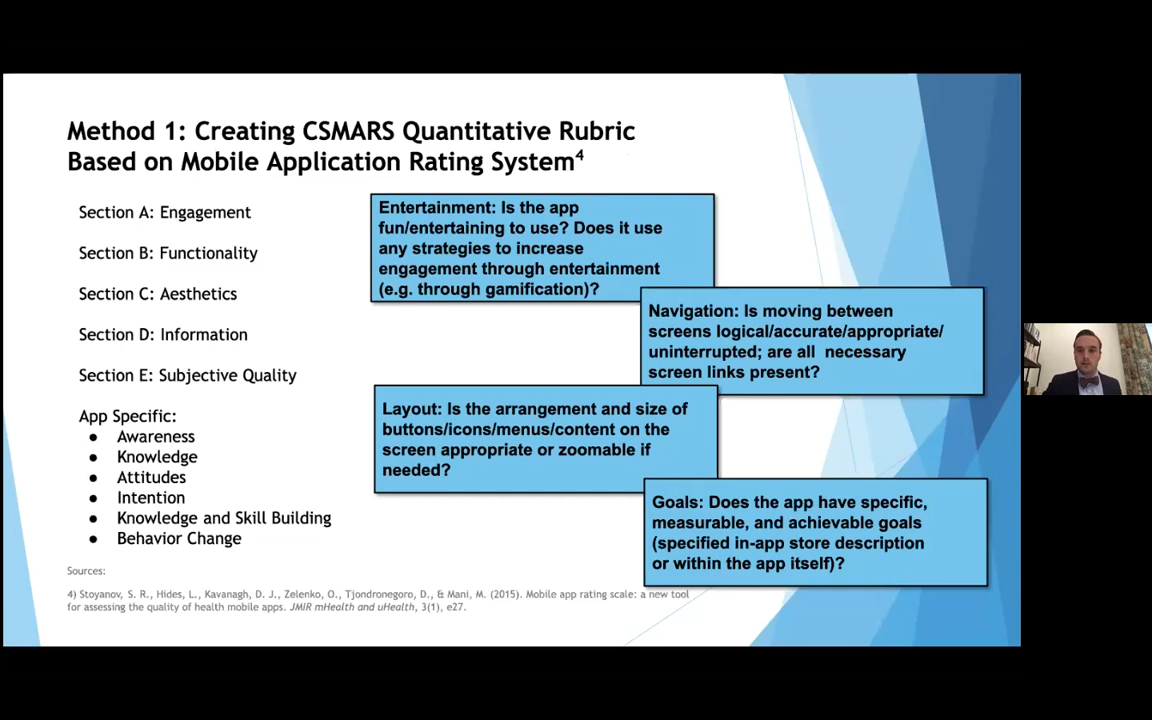 Method 1: Creating CSMARS Quantitative Rubric
Based on Mobile Application Rating System4
Section A: Engagement
Section B: Functionality
Section C: Aesthetics
Section D: Information
Section E: Subjective Quality
App Specific:
● Awareness
● Knowledge
● Attitudes
● Intention
● Knowledge and Skill Building
● Behavior Change
Entertainment: Is the app
fun/entertaining to use? Does it use
any strategies to increase
engagement through entertainment
(e.g. through gamification)?
Navigation: Is moving between
screens logical/accurate/appropriate/
uninterrupted; are all necessary
screen links present?
Layout: Is the arrangement and size of
buttons/icons/menus/content on the
screen appropriate or zoomable if
needed?
Goals: Does the app have specific,
measurable, and achievable goals
(specified in-app store description
or within the app itself)?
Sources:
4) Stoyanov, S. R., Hides, L., Kavanagh, D. J., Zelenko, O., Tjondronegoro, D., & Mani, M. (2015). Mobile app rating scale: a new tool
for assessing the quality of health mobile apps. JMIR mHealth and uHealth, 3(1), e27.